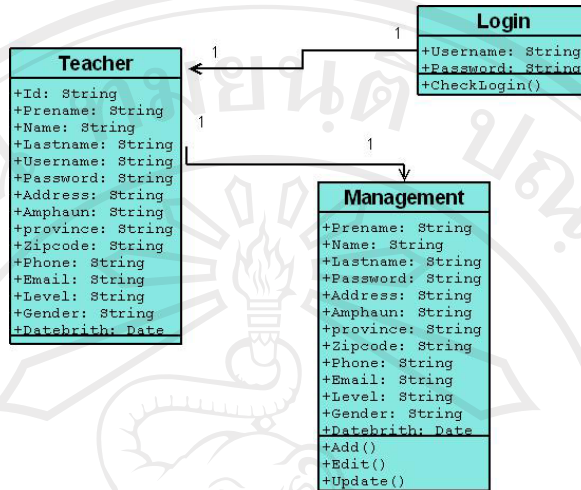 Login
+Username: String
+Password: String
+CheckLogin()
1
1
Teacher
+Id: String
+Prename: String
+Name: String
+Lastname: String
+Username: String
+Password: String
+Address: String
+Amphaun: String
+province: String
+Zipcode: String
+Phone: String
+Email: String
+Level: String
+Gender: String
+Datebrith: Date
1
1
Management
+Prename: String
+Name: String
+Lastname: String
+Password: String
+Address: String
+Amphaun: String
+province: String
+Zipcode: String
+Phone: String
+Email: String
+Level: String
+Gender: String
+Datebrith: Date
+Add()
+Edit()
+Update()